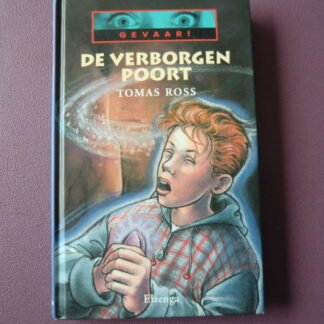 GEVAAR!
DE VERBORGEN
POORT
TOMAS ROSS
Elzenga